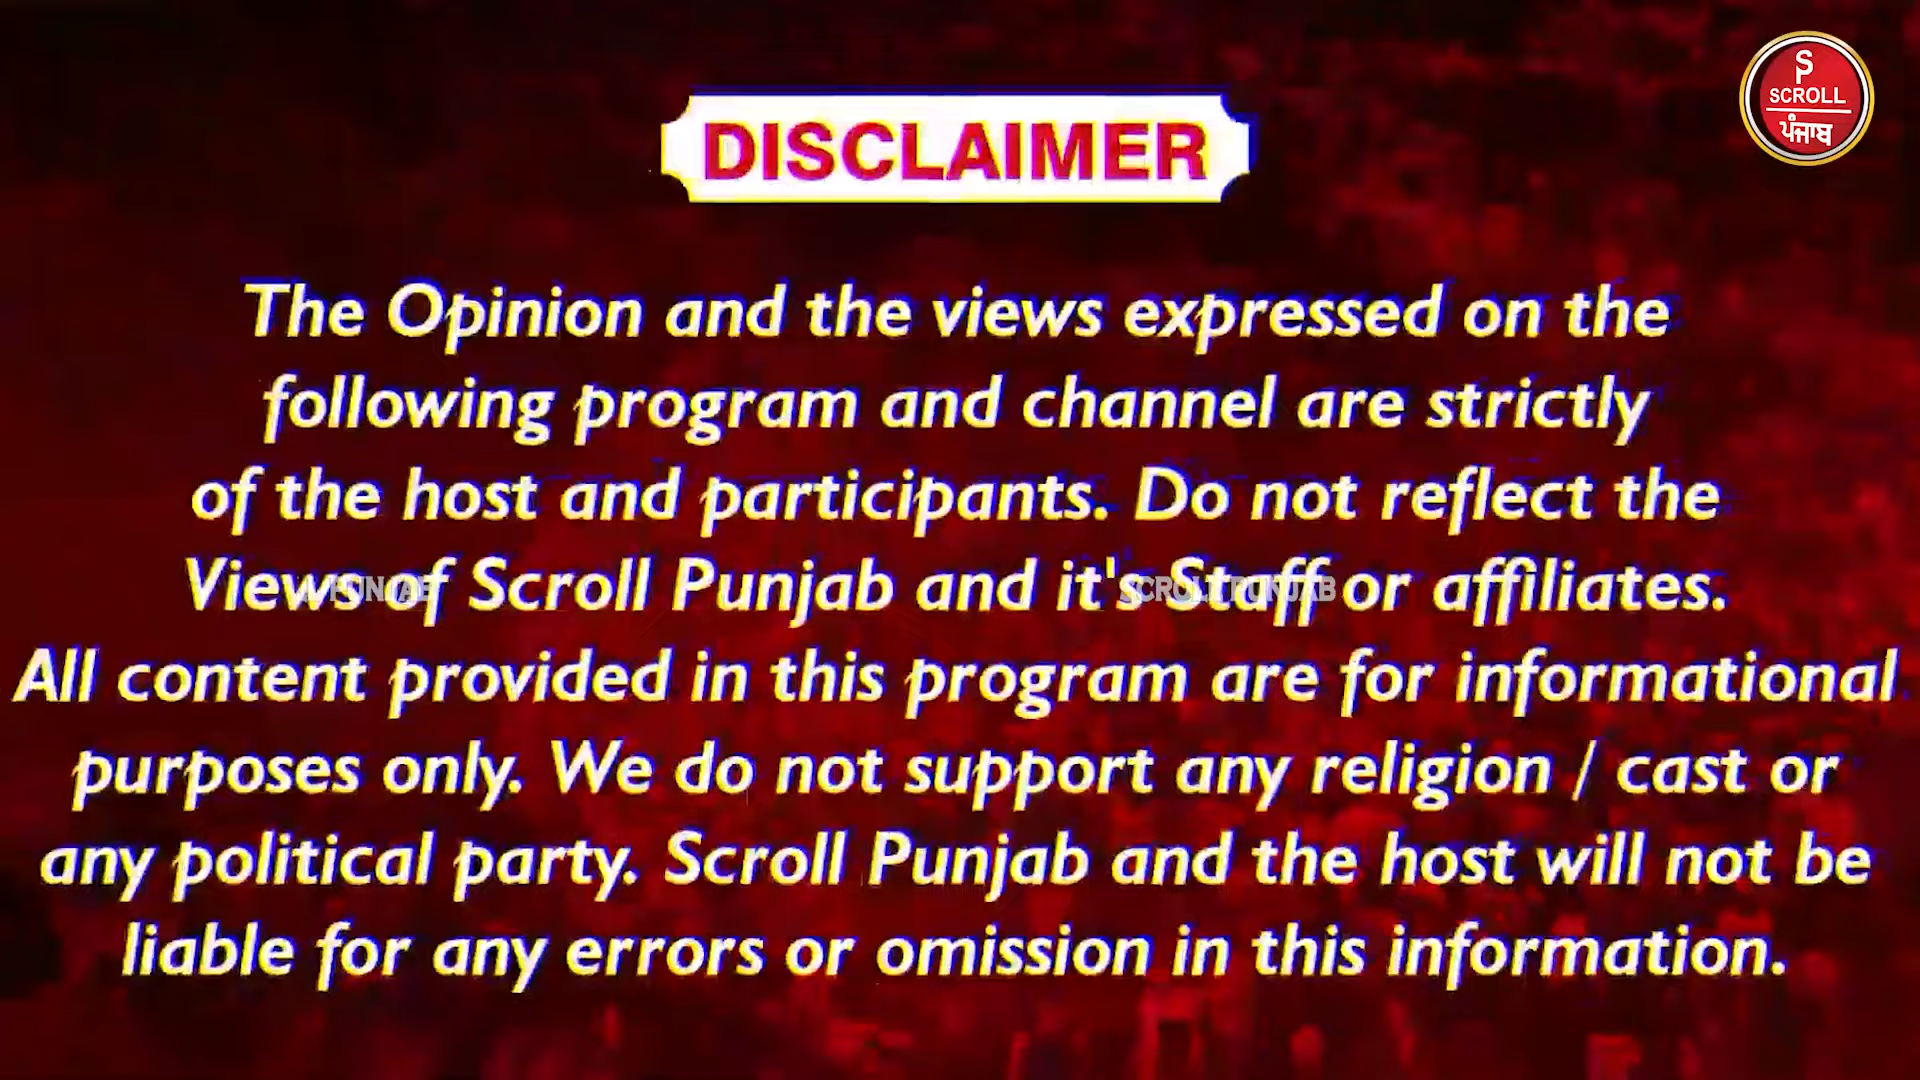 S
P
SCROLL
ਪੰਜਾਬ
DISCLAIMER
The Opinion and the views expressed on the
following program and channel are strictly
of the host and participants. Do not reflect the
Views of Scroll Punjab and it's Staff or affiliates.
PUNJAB
SCROLL PUNJAB
All content provided in this program are for informational
purposes only. We do not support any religion / cast or
any political party. Scroll Punjab and the host will not be
liable for any errors or omission in this information.